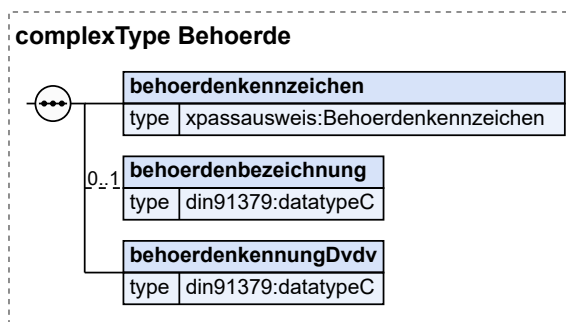 complexType Behoerde
behoerdenkennzeichen
type xpassausweis:Behoerdenkennzeichen
0..1
behoerdenbezeichnung
type din91379:datatypeC
behoerdenkennungDvdv
type din91379:datatypeC